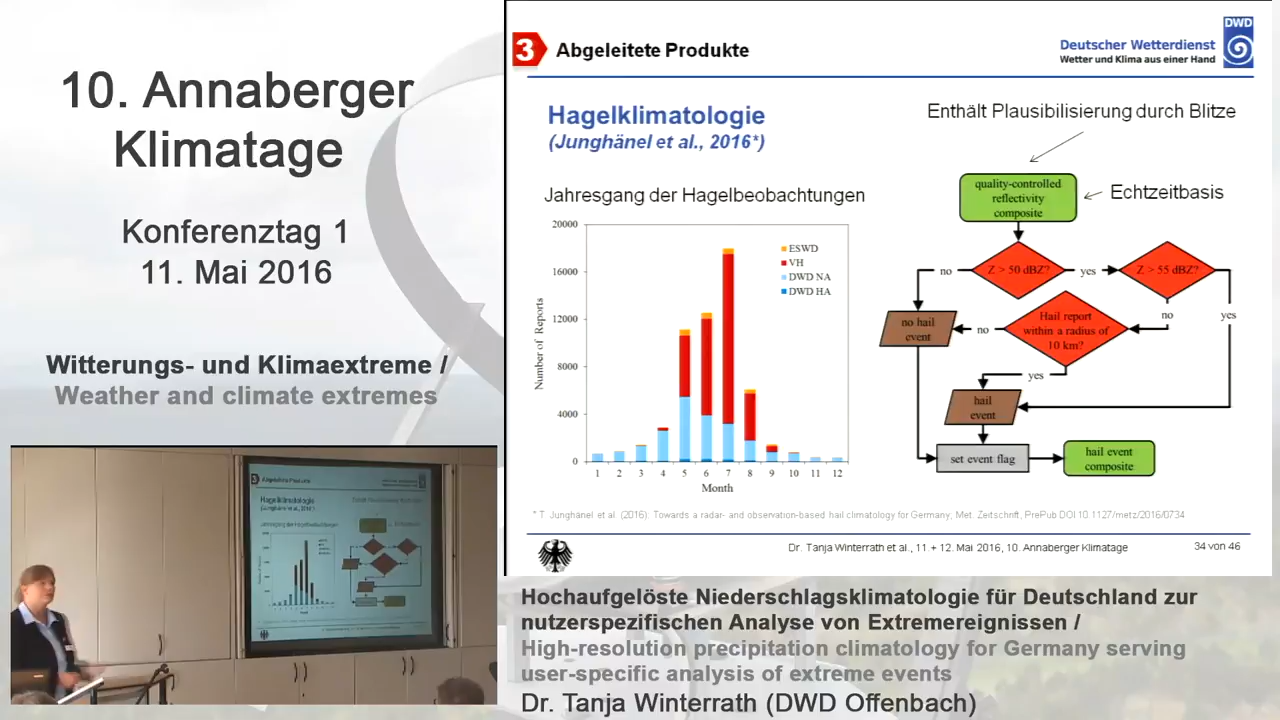 10. Annaberger
Klimatage
Konferenztag 1
11. Mai 2016
Witterungs- und Klimaextreme /
Weather and climate extremes
3 Abgeleitete Produkte
Deutscher Wetterdienst
Wetter und Klima aus einer Hand
DWD
Hagelklimatologie
(Junghänel et al., 2016*)
Enthält Plausibilisierung durch Blitze
Echtzeitbasis
Jahresgang der Hagelbeobachtungen
20000
16000
12000
8000
4000
0
Number of Reports
1 2 3 4 5 6 7 8 9 10 11 12
Month
ESWD
VH
DWD NA
DWD HA
quality-controlled
reflectivity
composite
no
Z > 50 dBZ?
yes
Z > 55 dBZ?
no
yes
no hail
event
no
Hail report
within a radius of
10 km?
yes
hail
event
set event flag
hail event
composite
* T. Junghänel et al. (2016): Towards a radar- and observation-based hail climatology for Germany, Met. Zeitschrift, PrePub DOI 10.1127/metz/2016/0734
Dr. Tanja Winterrath et al., 11 + 12. Mai 2016, 10. Annaberger Klimatage
34 von 46
Hochaufgelöste Niederschlagsklimatologie für Deutschland zur
nutzerspezifischen Analyse von Extremereignissen /
High-resolution precipitation climatology for Germany serving
user-specific analysis of extreme events
Dr. Tanja Winterrath (DWD Offenbach)
3 Abgeleitete Produkte
Hagelklimatologie
(Junghänel et al., 2016*)